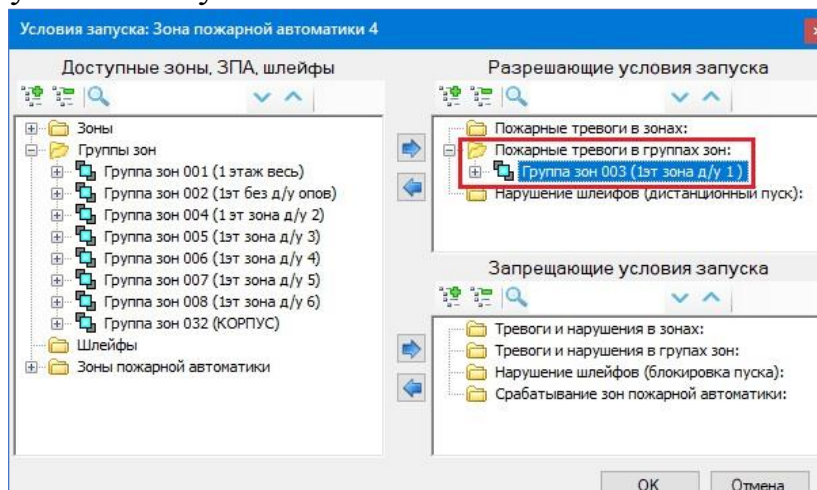 Условия запуска: Зона пожарной автоматики 4
Доступные зоны, ЗПА, шлейфы
Зоны
Группы зон
Группа зон 001 (1 этаж весь)
Группа зон 002 (1эт без д/у опов)
Группа зон 004 (1 эт зона д/у 2)
Группа зон 005 (1эт зона д/у 3)
Группа зон 006 (1эт зона д/у 4)
Группа зон 007 (1эт зона д/у 5)
Группа зон 008 (1эт зона д/у 6)
Группа зон 032 (КОРПУС)
Шлейфы
Зоны пожарной автоматики
Разрешающие условия запуска
Пожарные тревоги в зонах:
Пожарные тревоги в группах зон:
Группа зон 003 (1эт зона д/у 1 )
Нарушение шлейфов (дистанционный пуск):
Запрещающие условия запуска
Тревоги и нарушения в зонах:
Тревоги и нарушения в групах зон:
Нарушение шлейфов (блокировка пуска):
Срабатывание зон пожарной автоматики:
OK
Отмена